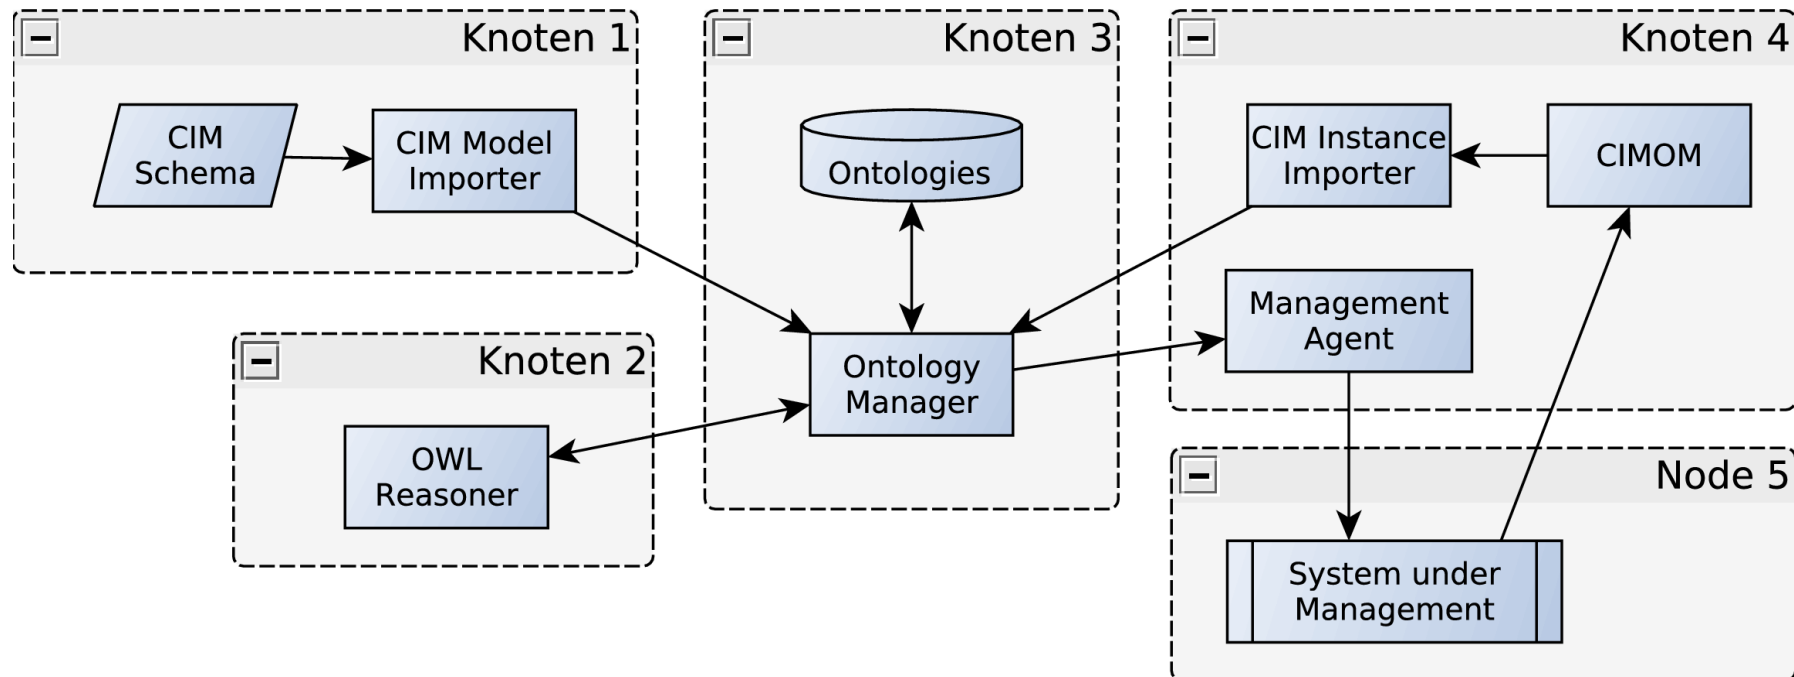 Knoten 1
CIM
Schema
CIM Model
Importer
Knoten 2
OWL
Reasoner
Knoten 3
Ontologies
Ontology
Manager
Knoten 4
CIM Instance
Importer
CIMOM
Management
Agent
Node 5
System under
Management